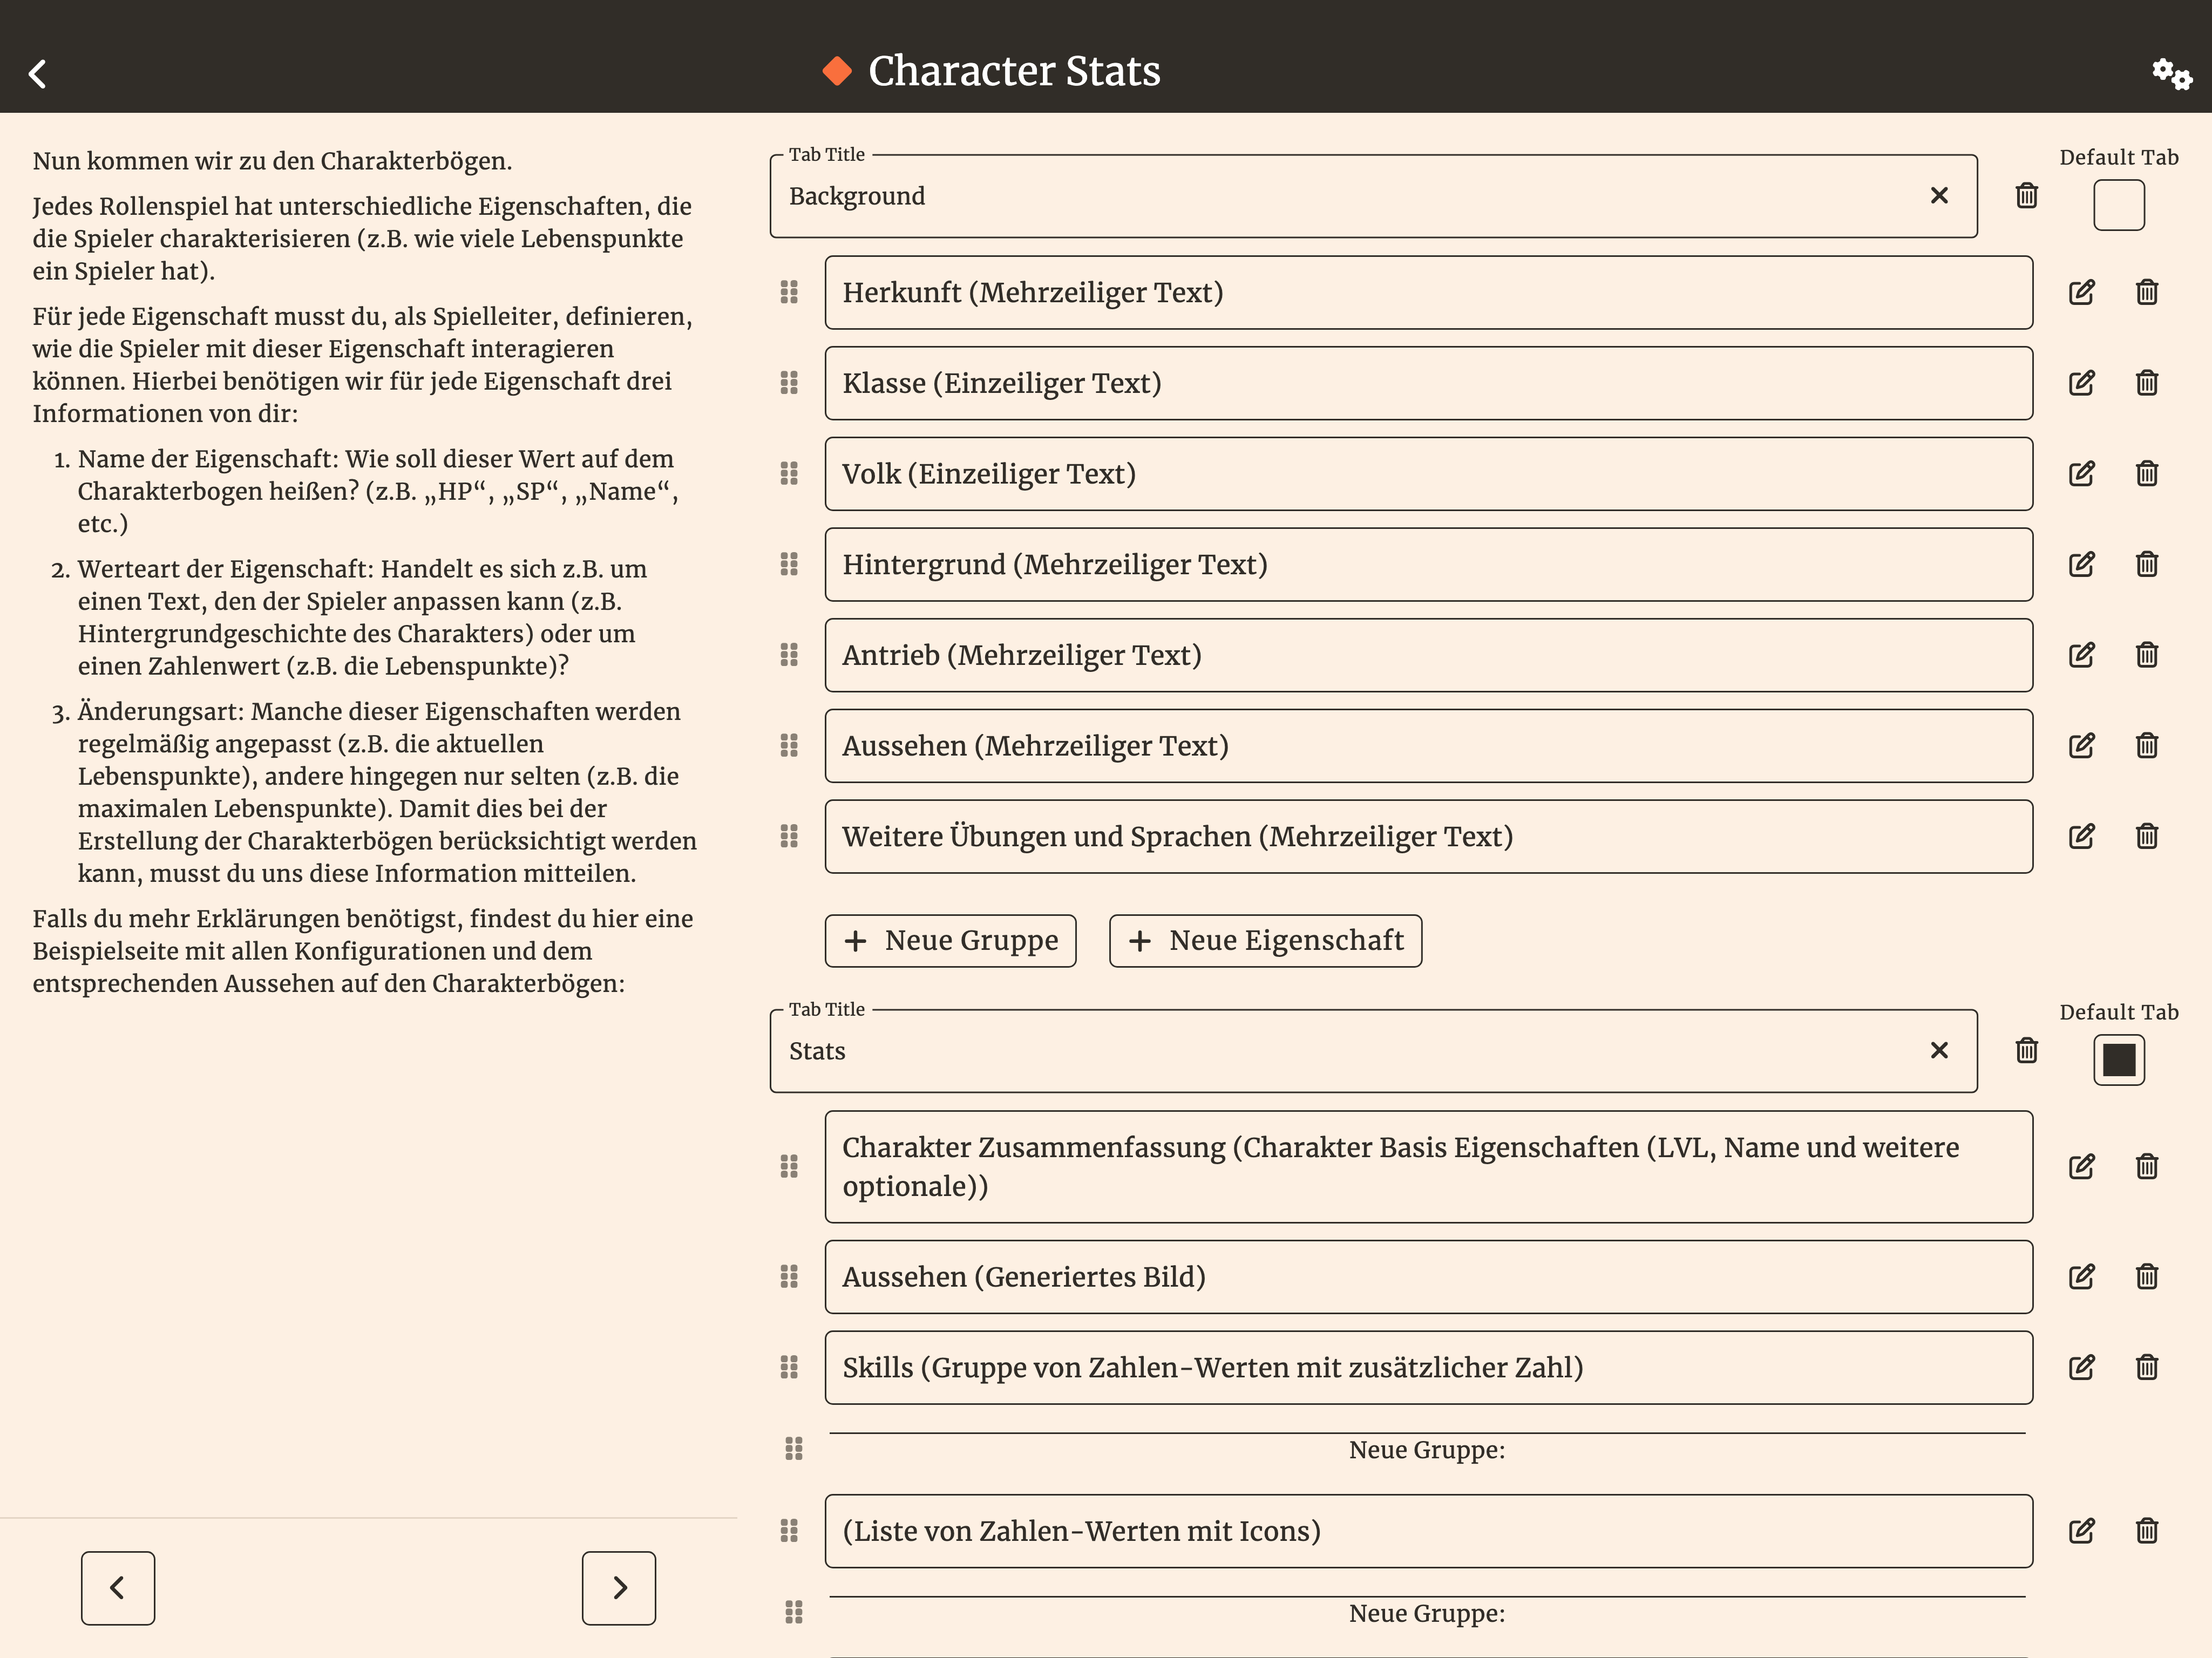 Character Stats
Nun kommen wir zu den Charakterbögen.
Jedes Rollenspiel hat unterschiedliche Eigenschaften, die
die Spieler charakterisieren (z.B. wie viele Lebenspunkte
ein Spieler hat).
Für jede Eigenschaft musst du, als Spielleiter, definieren,
wie die Spieler mit dieser Eigenschaft interagieren
können. Hierbei benötigen wir für jede Eigenschaft drei
Informationen von dir:
1. Name der Eigenschaft: Wie soll dieser Wert auf dem
Charakterbogen heißen? (z.B. „HP“, „SP“, „Name“,
etc.)
2. Werteart der Eigenschaft: Handelt es sich z.B. um
einen Text, den der Spieler anpassen kann (z.B.
Hintergrundgeschichte des Charakters) oder um
einen Zahlenwert (z.B. die Lebenspunkte)?
3. Änderungsart: Manche dieser Eigenschaften werden
regelmäßig angepasst (z.B. die aktuellen
Lebenspunkte), andere hingegen nur selten (z.B. die
maximalen Lebenspunkte). Damit dies bei der
Erstellung der Charakterbögen berücksichtigt werden
kann, musst du uns diese Information mitteilen.
Falls du mehr Erklärungen benötigst, findest du hier eine
Beispielseite mit allen Konfigurationen und dem
entsprechenden Aussehen auf den Charakterbögen:
Tab Title
Background
Default Tab
Herkunft (Mehrzeiliger Text)
Klasse (Einzeiliger Text)
Volk (Einzeiliger Text)
Hintergrund (Mehrzeiliger Text)
Antrieb (Mehrzeiliger Text)
Aussehen (Mehrzeiliger Text)
Weitere Übungen und Sprachen (Mehrzeiliger Text)
+ Neue Gruppe
+ Neue Eigenschaft
Tab Title
Stats
Default Tab
Charakter Zusammenfassung (Charakter Basis Eigenschaften (LVL, Name und weitere
optionale))
Aussehen (Generiertes Bild)
Skills (Gruppe von Zahlen-Werten mit zusätzlicher Zahl)
Neue Gruppe:
(Liste von Zahlen-Werten mit Icons)
Neue Gruppe: